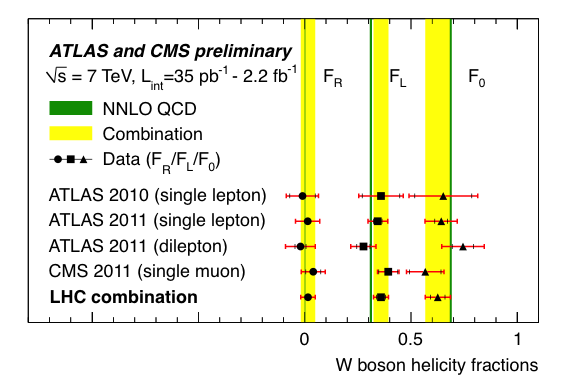 ATLAS and CMS preliminary
√s = 7 TeV, L_int=35 pb⁻¹ - 2.2 fb⁻¹
F_R F_L F_0
NNLO QCD
Combination
Data (F_R/F_L/F_0)
ATLAS 2010 (single lepton)
ATLAS 2011 (single lepton)
ATLAS 2011 (dilepton)
CMS 2011 (single muon)
LHC combination
0 0.5 1
W boson helicity fractions